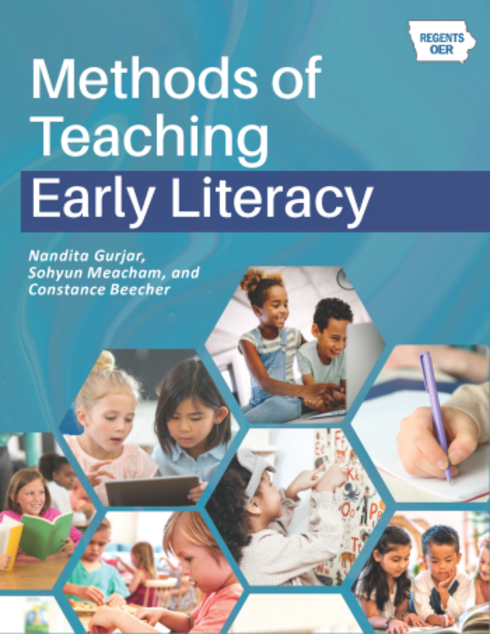 REGENTS
OER
Methods of
Teaching
Early Literacy
Nandita Gurjar,
Sohyun Meacham, and
Constance Beecher